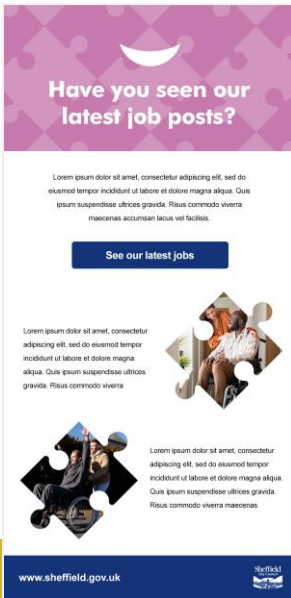 Have you seen our
latest job posts?
Lorem ipsum dolor sit amet, consectetur adipiscing elit, sed do
eiusmod tempor incididunt ut labore et dolore magna aliqua. Quis
ipsum suspendisse ultrices gravida. Risus commodo viverra
maecenas accumsan lacus vel facilisis.
See our latest jobs
Lorem ipsum dolor sit amet, consectetur
adipiscing elit, sed do eiusmod tempor
incididunt ut labore et dolore magna
aliqua. Quis ipsum suspendisse ultrices
gravida. Risus commodo viverra
Lorem ipsum dolor sit amet, consectetur
adipiscing elit, sed do eiusmod tempor
incididunt ut labore et dolore magna aliqua.
Quis ipsum suspendisse ultrices gravida.
Risus commodo viverra maecenas
www.sheffield.gov.uk
Sheffield
City Council